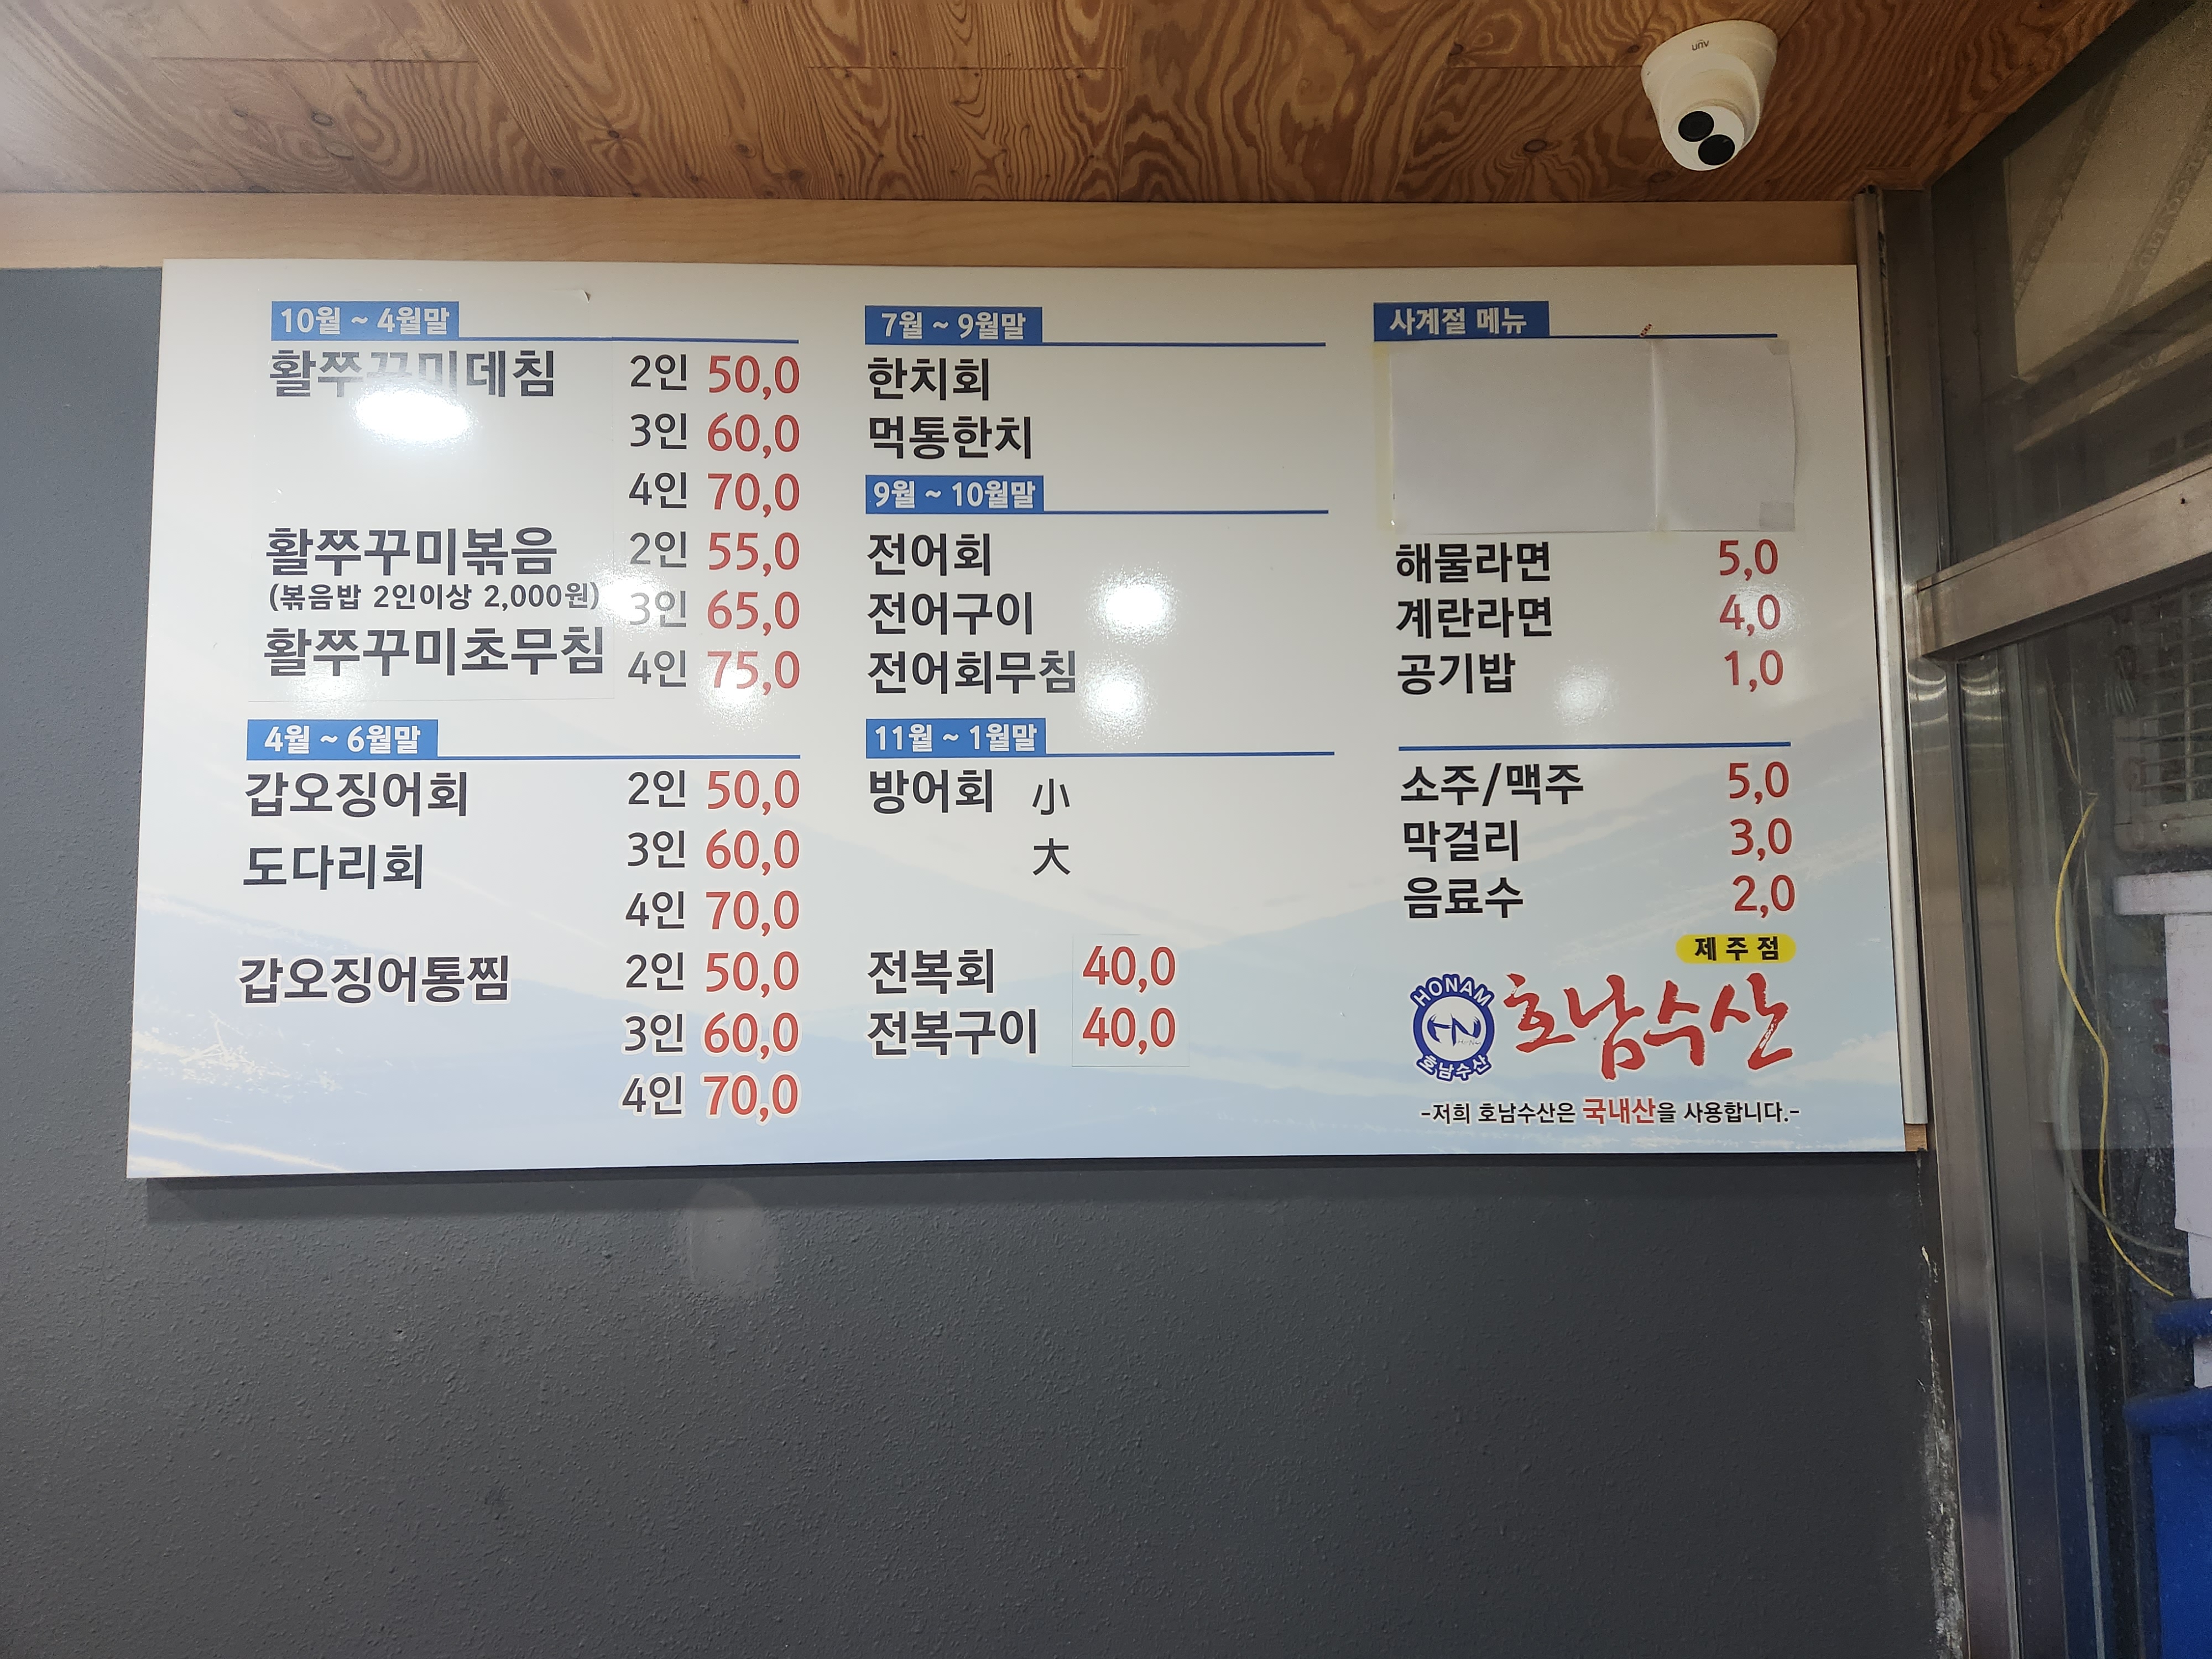 unv
10월 ~ 4월말
활쭈꾸미데침 2인 50,0
3인 60,0
4인 70,0
활쭈꾸미볶음 2인 55,0
(볶음밥 2인이상 2,000원) 3인 65,0
활쭈꾸미초무침 4인 75,0
4월 ~ 6월말
갑오징어회 2인 50,0
도다리회 3인 60,0
4인 70,0
갑오징어통찜 2인 50,0
3인 60,0
4인 70,0
7월 ~ 9월말
한치회
먹통한치
9월 ~ 10월말
전어회
전어구이
전어회무침
11월 ~ 1월말
방어회 小
大
전복회 40,0
전복구이 40,0
사계절 메뉴
해물라면 5,0
계란라면 4,0
공기밥 1,0
소주/맥주 5,0
막걸리 3,0
음료수 2,0
제주점
HONAM
HN
호남수산
호남수산
-저희 호남수산은 국내산을 사용합니다.-